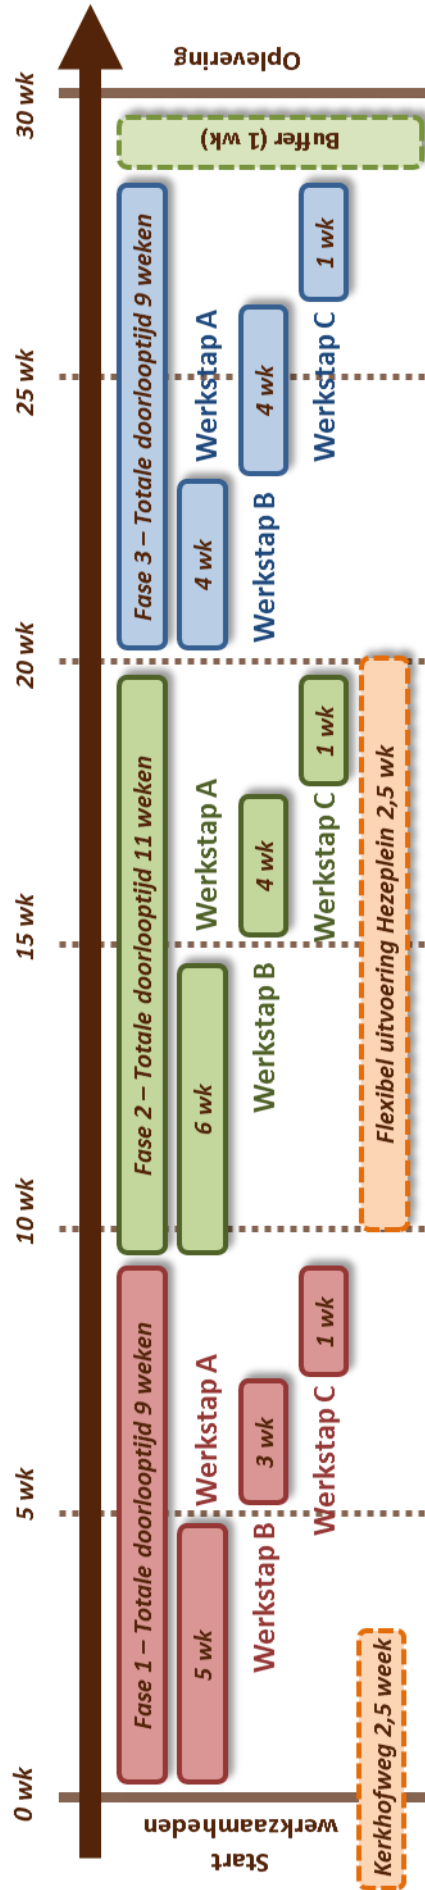 0 wk
5 wk
10 wk
15 wk
20 wk
25 wk
30 wk
Start
werkzaamheden
Oplevering
Fase 1 – Totale doorlooptijd 9 weken
5 wk
Werkstap A
Werkstap B
3 wk
Werkstap C
1 wk
Kerkhofweg 2,5 week
Fase 2 – Totale doorlooptijd 11 weken
6 wk
Werkstap A
Werkstap B
4 wk
Werkstap C
1 wk
Flexibel uitvoering Hezeplein 2,5 wk
Fase 3 – Totale doorlooptijd 9 weken
4 wk
Werkstap A
Werkstap B
4 wk
Werkstap C
1 wk
Buffer (1 wk)